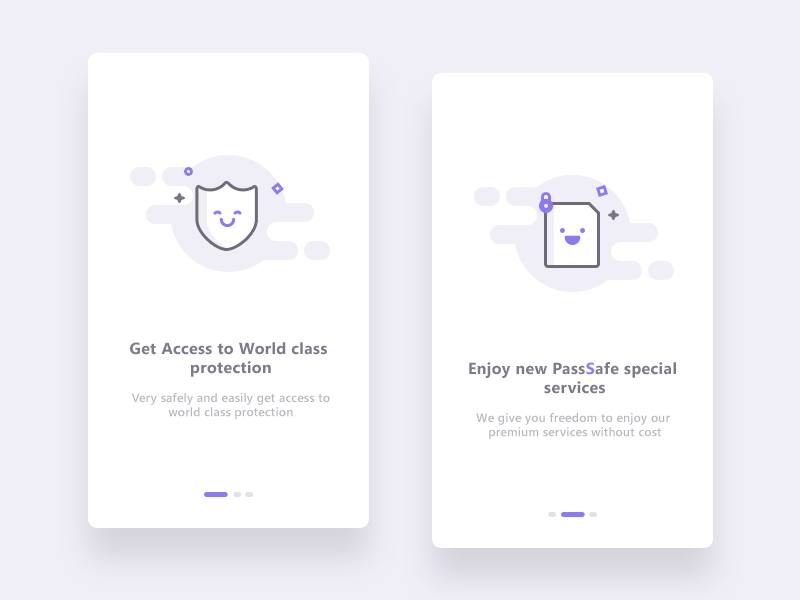 Get Access to World class
protection
Very safely and easily get access to
world class protection
Enjoy new PassSafe special
services
We give you freedom to enjoy our
premium services without cost